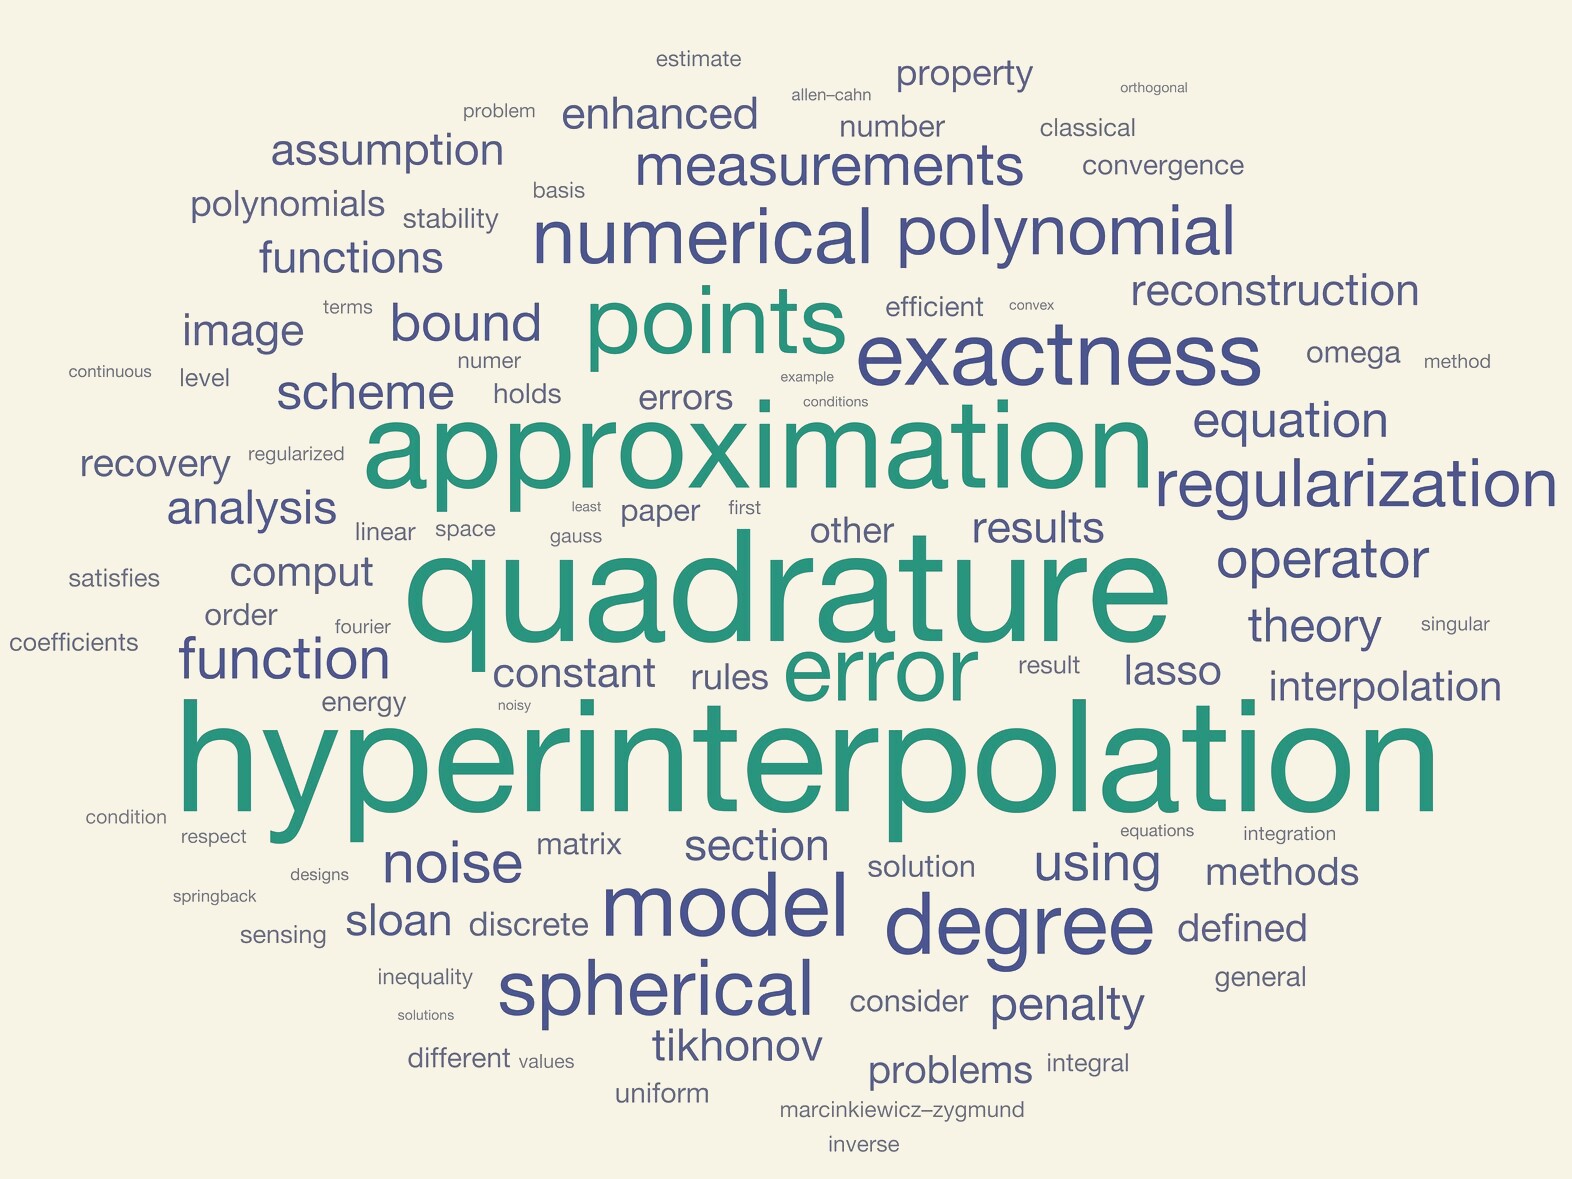 estimate
property
allen–cahn
orthogonal
problem
enhanced
number
classical
assumption
measurements
convergence
basis
polynomials
stability
numerical
polynomial
functions
reconstruction
terms
efficient
convex
image
bound
points
exactness
omega
method
numer
continuous
level
example
scheme
holds
errors
conditions
equation
approximation
recovery
regularized
regularization
analysis
least
paper
first
linear
space
gauss
other
results
operator
satisfies
comput
quadrature
order
fourier
theory
singular
coefficients
function
constant
rules
error
result
lasso
interpolation
energy
noisy
hyperinterpolation
condition
respect
equations
integration
noise
matrix
section
solution
using
methods
designs
springback
model
degree
sensing
sloan
discrete
defined
inequality
spherical
general
consider
penalty
solutions
tikhonov
different
values
problems
integral
uniform
marcinkiewicz–zygmund
inverse